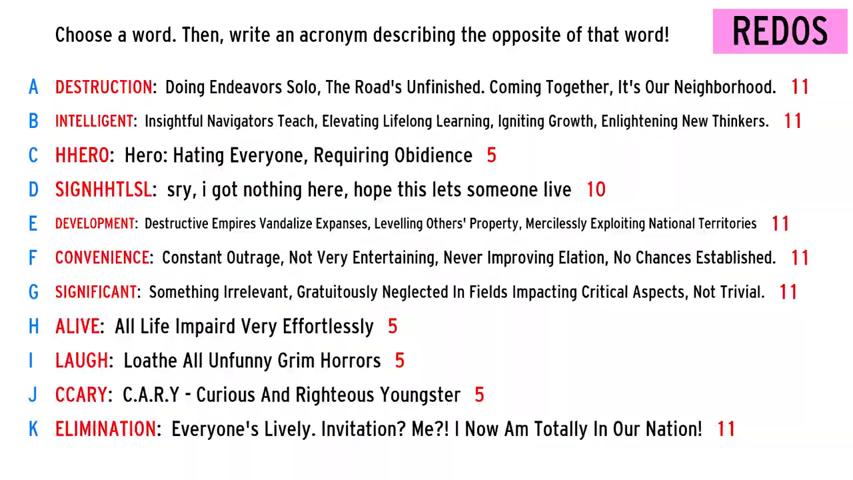 Choose a word. Then, write an acronym describing the opposite of that word!
REDOS
A DESTRUCTION: Doing Endeavors Solo, The Road's Unfinished. Coming Together, It's Our Neighborhood. 11
B INTELLIGENT: Insightful Navigators Teach, Elevating Lifelong Learning, Igniting Growth, Enlightening New Thinkers. 11
C HHERO: Hero: Hating Everyone, Requiring Obidience 5
D SIGNHHTLSL: sry, i got nothing here, hope this lets someone live 10
E DEVELOPMENT: Destructive Empires Vandalize Expanses, Levelling Others' Property, Mercilessly Exploiting National Territories 11
F CONVENIENCE: Constant Outrage, Not Very Entertaining, Never Improving Elation, No Chances Established. 11
G SIGNIFICANT: Something Irrelevant, Gratuitously Neglected In Fields Impacting Critical Aspects, Not Trivial. 11
H ALIVE: All Life Impaird Very Effortlessly 5
I LAUGH: Loathe All Unfunny Grim Horrors 5
J CCARY: C.A.R.Y - Curious And Righteous Youngster 5
K ELIMINATION: Everyone's Lively. Invitation? Me?! I Now Am Totally In Our Nation! 11